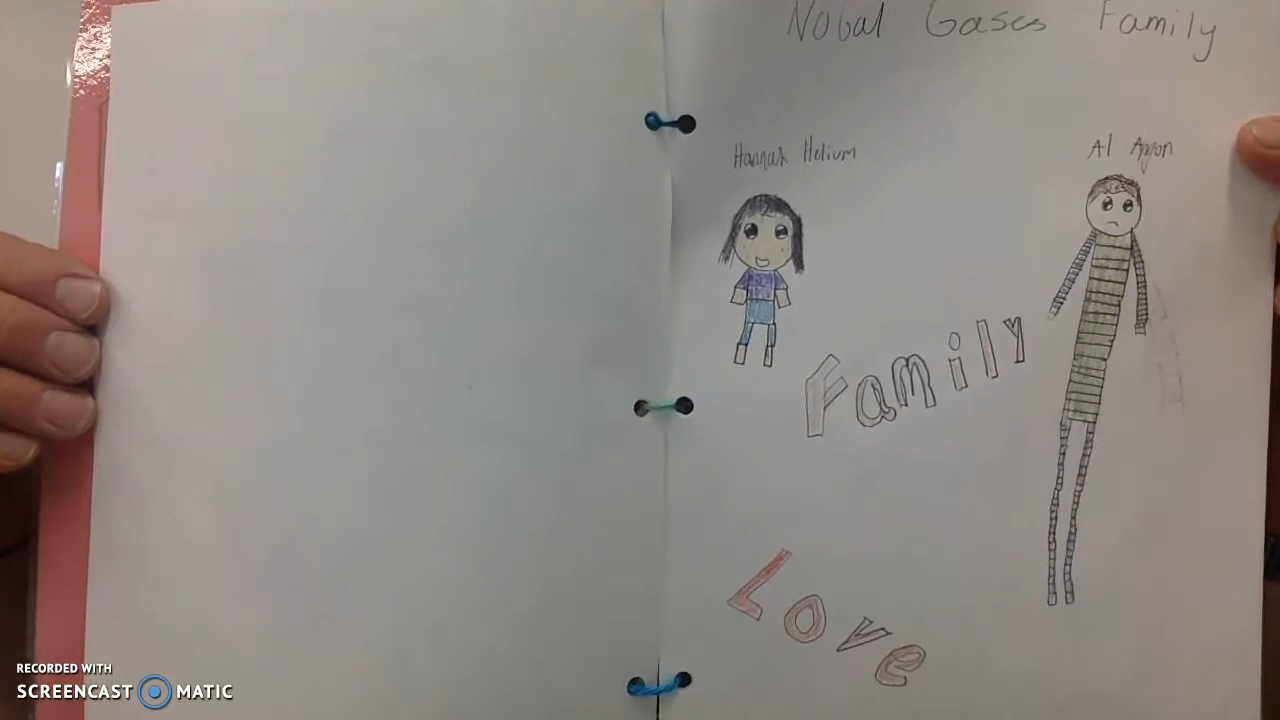 Nobal Gases Family
Hannah Helium
Al Argon
Family
Love
RECORDED WITH
SCREENCAST MATIC